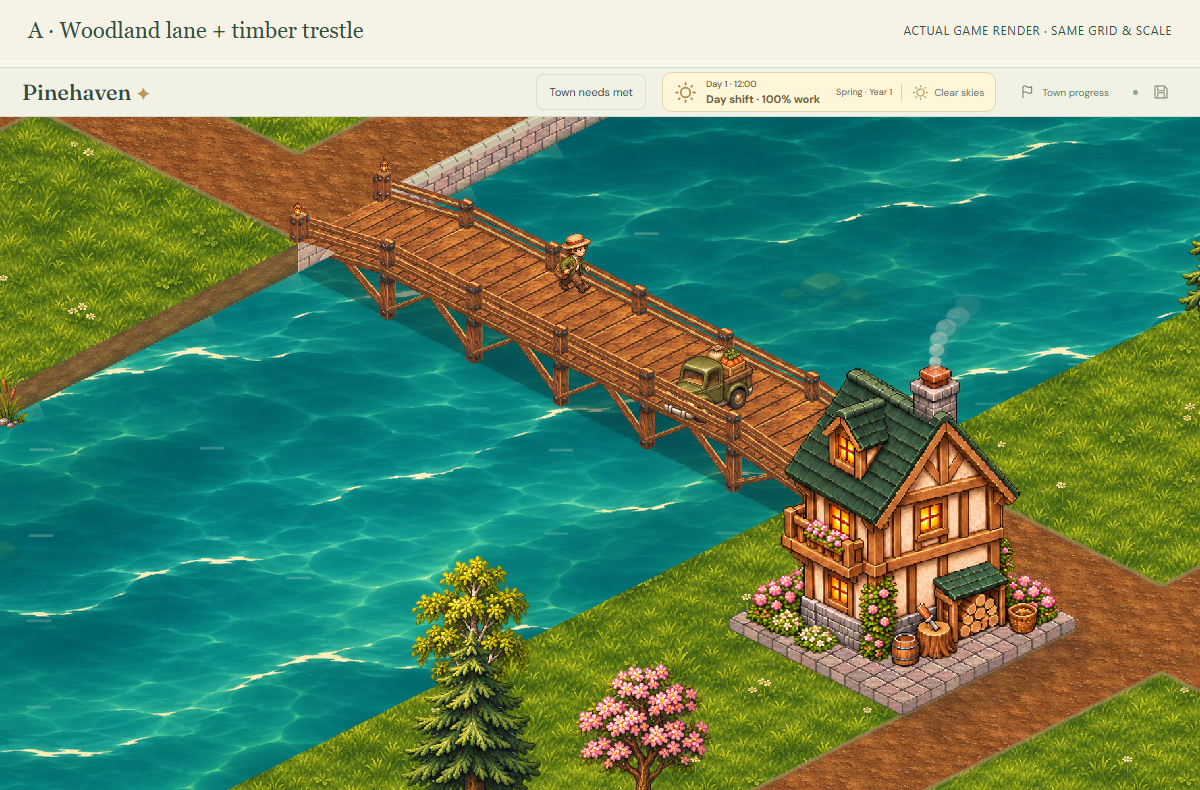 A · Woodland lane + timber trestle
ACTUAL GAME RENDER · SAME GRID & SCALE
Pinehaven
Town needs met
Day 1 · 12:00
Day shift · 100% work
Spring · Year 1
Clear skies
Town progress